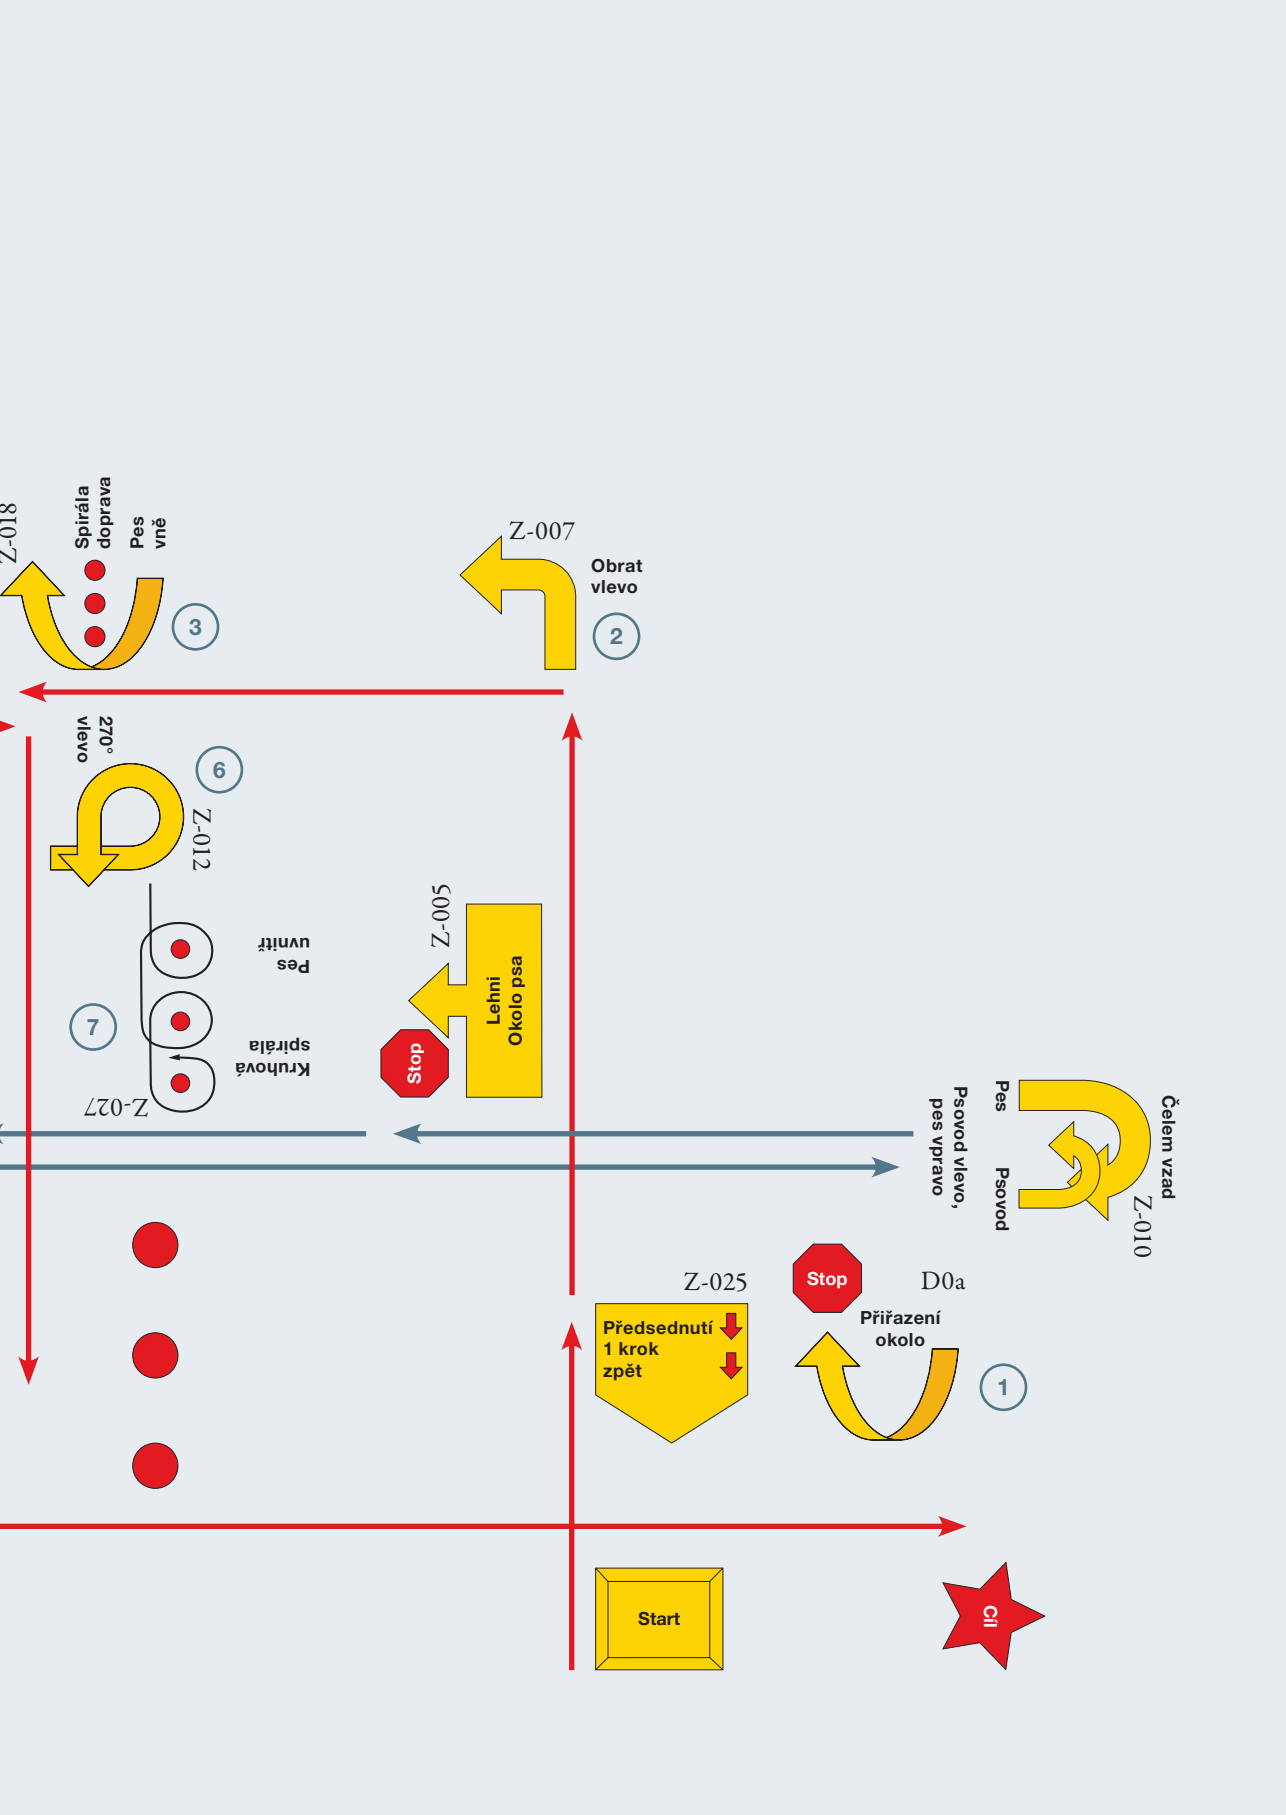 Z-018
Spirála
doprava
Pes
vně
3
Z-007
Obrat
vlevo
2
270°
vlevo
6
Z-012
Pes
uvnitř
Kruhová
spirála
7
Z-027
Z-005
Lehni
Okolo psa
Stop
Čelem vzad
Z-010
Pes
Psovod
Psovod vlevo,
pes vpravo
Z-025
Předsednutí
1 krok
zpět
Stop
D0a
Přiřazení
okolo
1
Start
Cíl